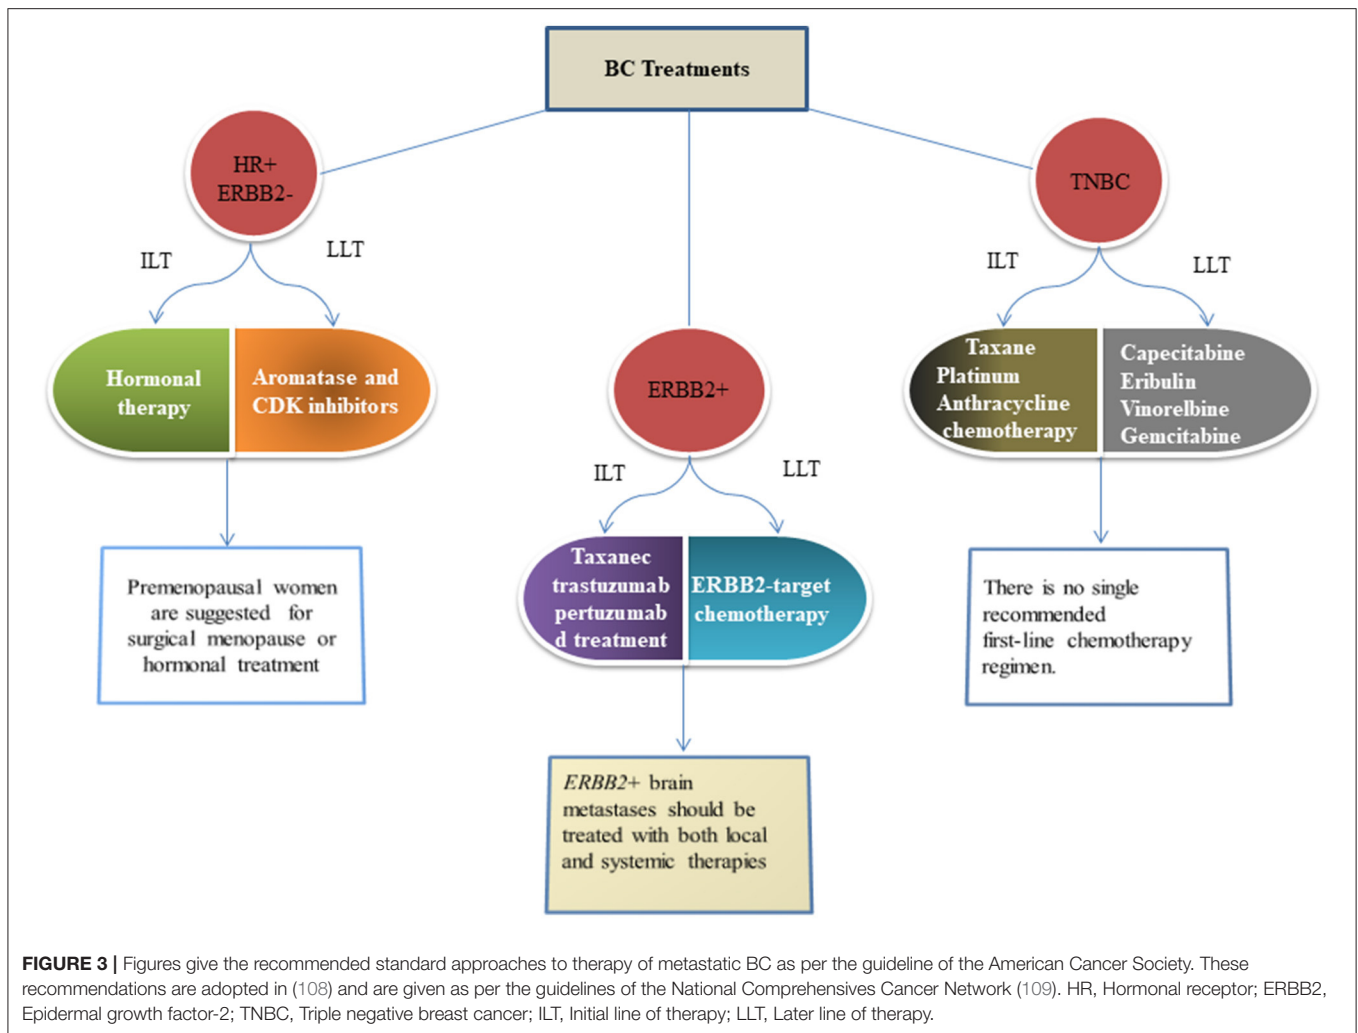 BC Treatments
HR+
ERBB2-
ILT
LLT
Hormonal
therapy
Aromatase and
CDK inhibitors
Premenopausal women
are suggested for
surgical menopause or
hormonal treatment
ERBB2+
ILT
LLT
Taxanec
trastuzumab
pertuzumab
d treatment
ERBB2-target
chemotherapy
ERBB2+ brain
metastases should be
treated with both local
and systemic therapies
TNBC
ILT
LLT
Taxane
Platinum
Anthracycline
chemotherapy
Capecitabine
Eribulin
Vinorelbine
Gemcitabine
There is no single
recommended
first-line chemotherapy
regimen.
FIGURE 3 | Figures give the recommended standard approaches to therapy of metastatic BC as per the guideline of the American Cancer Society. These
recommendations are adopted in (108) and are given as per the guidelines of the National Comprehensives Cancer Network (109). HR, Hormonal receptor; ERBB2,
Epidermal growth factor-2; TNBC, Triple negative breast cancer; ILT, Initial line of therapy; LLT, Later line of therapy.